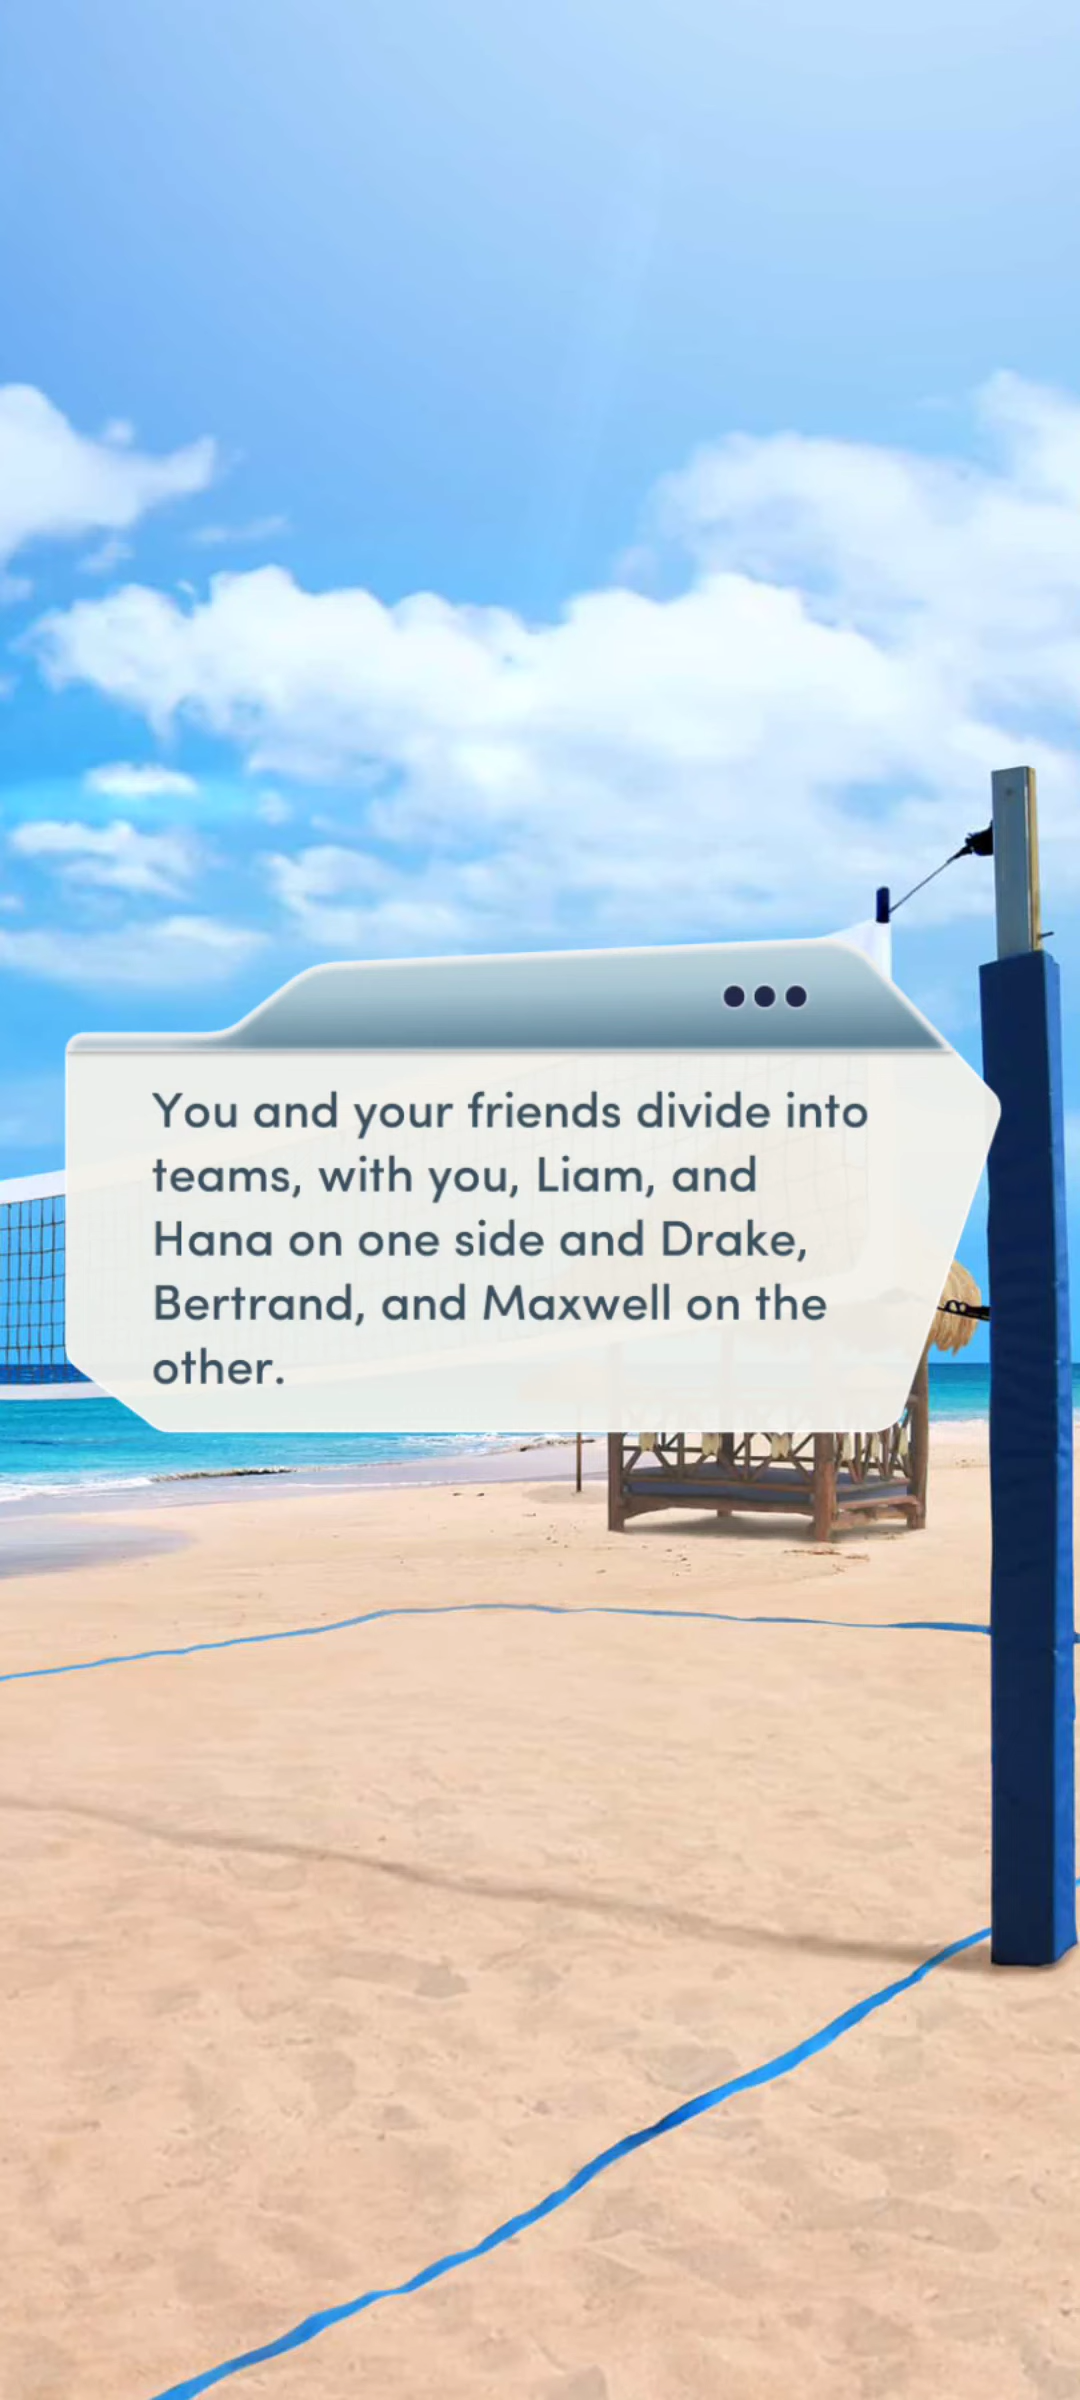 You and your friends divide into
teams, with you, Liam, and
Hana on one side and Drake,
Bertrand, and Maxwell on the
other.